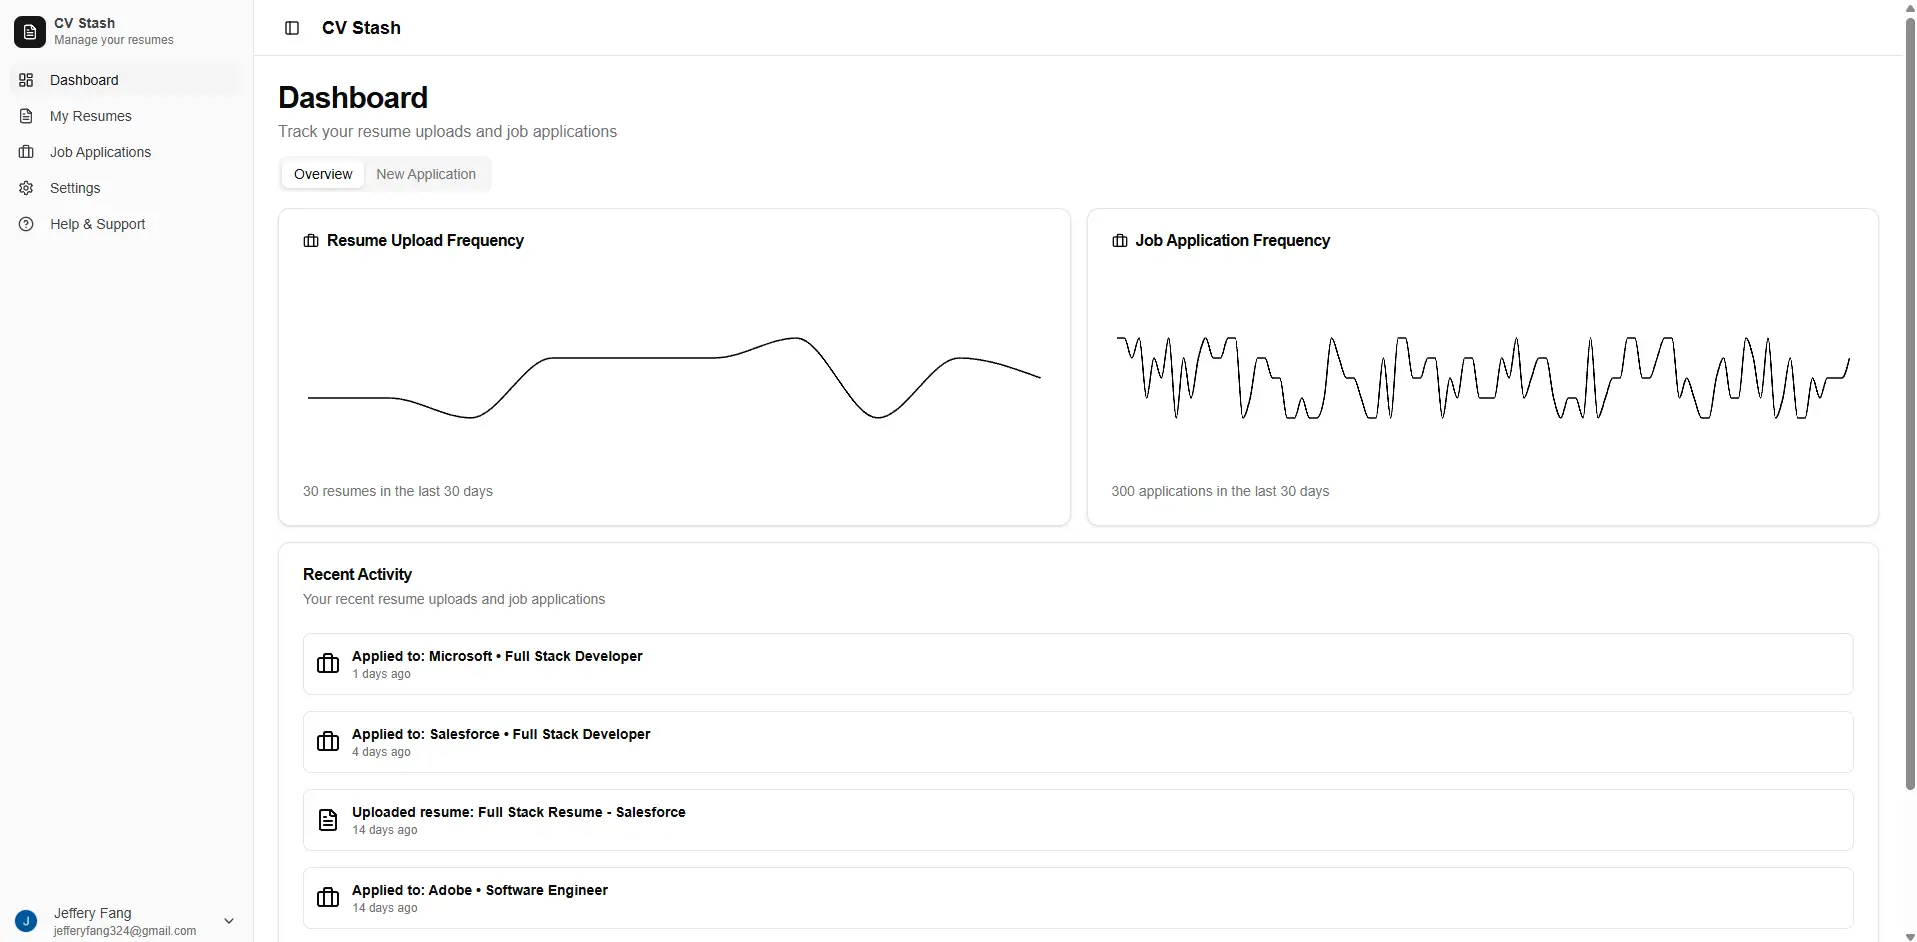 CV Stash
Manage your resumes
Dashboard
My Resumes
Job Applications
Settings
Help & Support
Jeffery Fang
jefferyfang324@gmail.com
CV Stash
Dashboard
Track your resume uploads and job applications
Overview
New Application
Resume Upload Frequency
30 resumes in the last 30 days
Job Application Frequency
300 applications in the last 30 days
Recent Activity
Your recent resume uploads and job applications
Applied to: Microsoft • Full Stack Developer
1 days ago
Applied to: Salesforce • Full Stack Developer
4 days ago
Uploaded resume: Full Stack Resume - Salesforce
14 days ago
Applied to: Adobe • Software Engineer
14 days ago
J